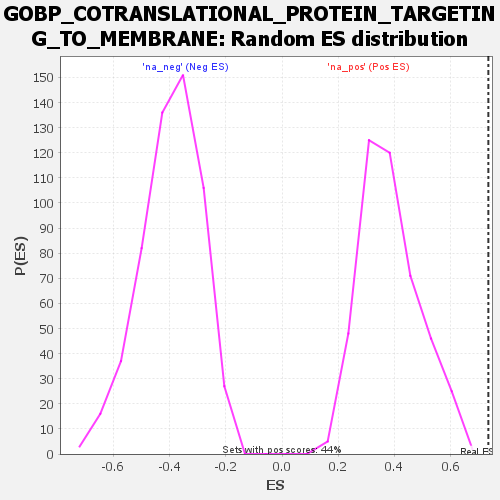 GOBP_COTRANSLATIONAL_PROTEIN_TARGETIN
G_TO_MEMBRANE: Random ES distribution
'na_neg' (Neg ES)
'na_pos' (Pos ES)
150
140
130
120
110
100
90
80
70
60
50
40
30
20
10
0
P(ES)
Sets with pos scores: 44%
Real ES
-0.6
-0.4
-0.2
0.0
0.2
0.4
0.6
ES